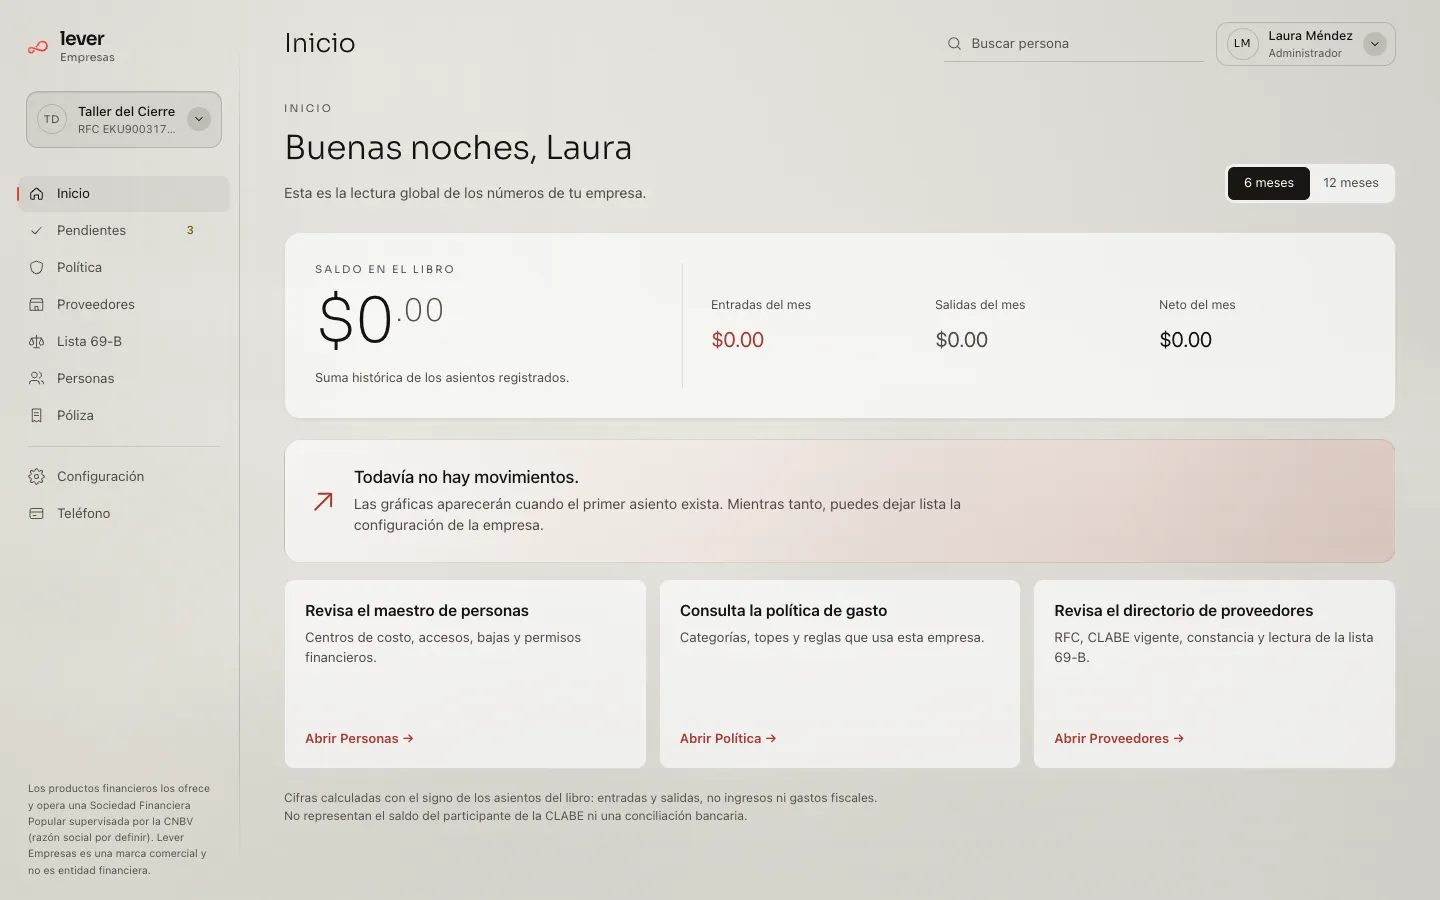 lever
Empresas
TD
Taller del Cierre
RFC EKU900317...
Inicio
Pendientes
3
Política
Proveedores
Lista 69-B
Personas
Póliza
Configuración
Teléfono
Los productos financieros los ofrece
y opera una Sociedad Financiera
Popular supervisada por la CNBV
(razón social por definir). Lever
Empresas es una marca comercial y
no es entidad financiera.
Inicio
Buscar persona
LM
Laura Méndez
Administrador
INICIO
Buenas noches, Laura
Esta es la lectura global de los números de tu empresa.
6 meses
12 meses
SALDO EN EL LIBRO
$0.00
Suma histórica de los asientos registrados.
Entradas del mes
$0.00
Salidas del mes
$0.00
Neto del mes
$0.00
Todavía no hay movimientos.
Las gráficas aparecerán cuando el primer asiento exista. Mientras tanto, puedes dejar lista la
configuración de la empresa.
Revisa el maestro de personas
Centros de costo, accesos, bajas y permisos
financieros.
Abrir Personas →
Consulta la política de gasto
Categorías, topes y reglas que usa esta empresa.
Abrir Política →
Revisa el directorio de proveedores
RFC, CLABE vigente, constancia y lectura de la lista
69-B.
Abrir Proveedores →
Cifras calculadas con el signo de los asientos del libro: entradas y salidas, no ingresos ni gastos fiscales.
No representan el saldo del participante de la CLABE ni una conciliación bancaria.